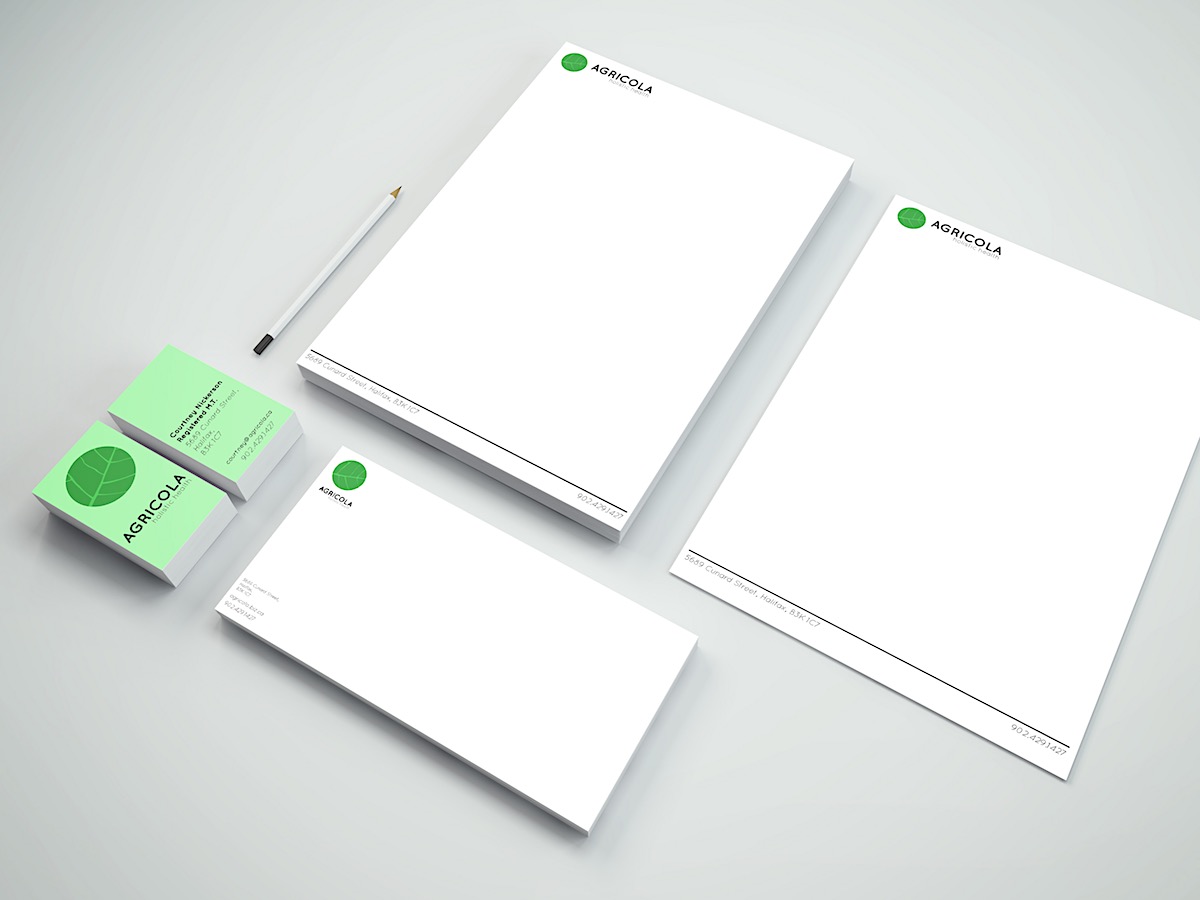 AGRICOLA
holistic health
5689 Cunard Street, Halifax, B3K 1C7
902.429.1427
AGRICOLA
holistic health
5689 Cunard Street, Halifax, B3K 1C7
902.429.1427
Courtney Nickerson
Registered M.T.
5689 Cunard Street,
Halifax,
B3K 1C7
courtney@agricola.ca
902.429.1427
AGRICOLA
holistic health
AGRICOLA
holistic health
5689 Cunard Street,
Halifax,
B3K 1C7
902.429.1427